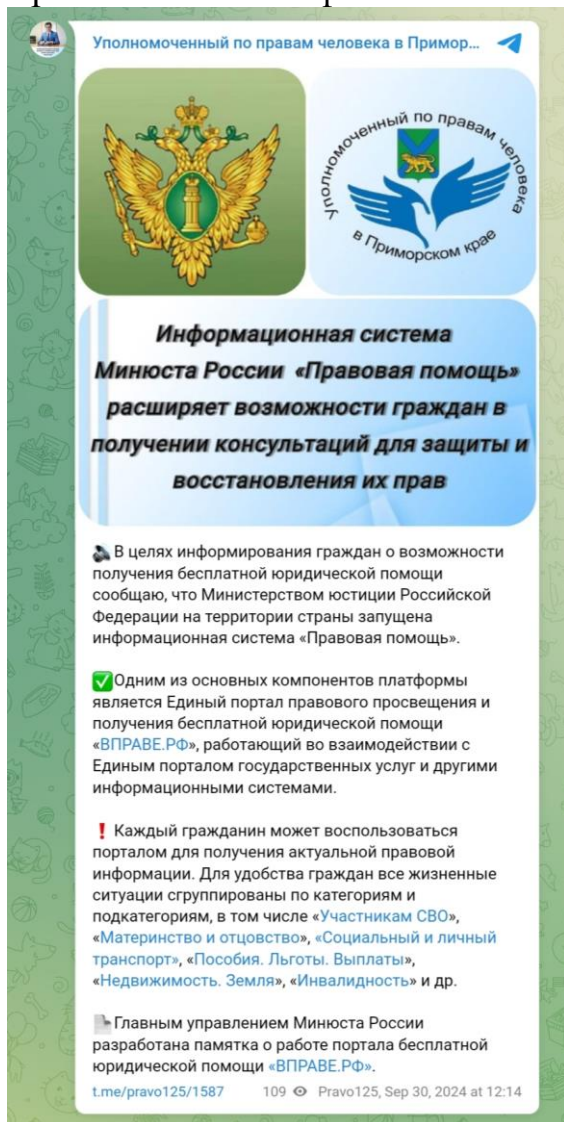 Уполномоченный по правам человека в Примор...
Уполномоченный по правам человека
в Приморском крае
Информационная система
Минюста России «Правовая помощь»
расширяет возможности граждан в
получении консультаций для защиты и
восстановления их прав
В целях информирования граждан о возможности
получения бесплатной юридической помощи
сообщаю, что Министерством юстиции Российской
Федерации на территории страны запущена
информационная система «Правовая помощь».
Одним из основных компонентов платформы
является Единый портал правового просвещения и
получения бесплатной юридической помощи
«ВПРАВЕ.РФ», работающий во взаимодействии с
Единым порталом государственных услуг и другими
информационными системами.
Каждый гражданин может воспользоваться
порталом для получения актуальной правовой
информации. Для удобства граждан все жизненные
ситуации сгруппированы по категориям и
подкатегориям, в том числе «Участникам СВО»,
«Материнство и отцовство», «Социальный и личный
транспорт», «Пособия. Льготы. Выплаты»,
«Недвижимость. Земля», «Инвалидность» и др.
Главным управлением Минюста России
разработана памятка о работе портала бесплатной
юридической помощи «ВПРАВЕ.РФ».
t.me/pravo125/1587 109 Pravo125, Sep 30, 2024 at 12:14